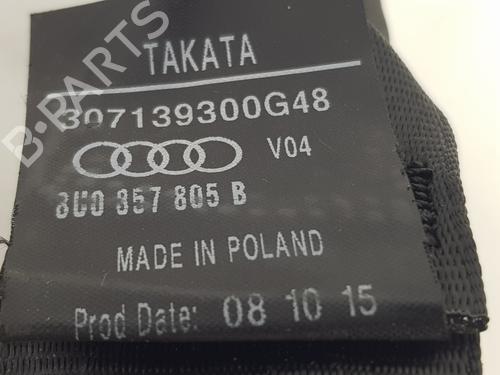 TAKATA
307139300G48
V04
8U0 857 805 B
MADE IN POLAND
Prod Date: 08 10 15
B-PARTS